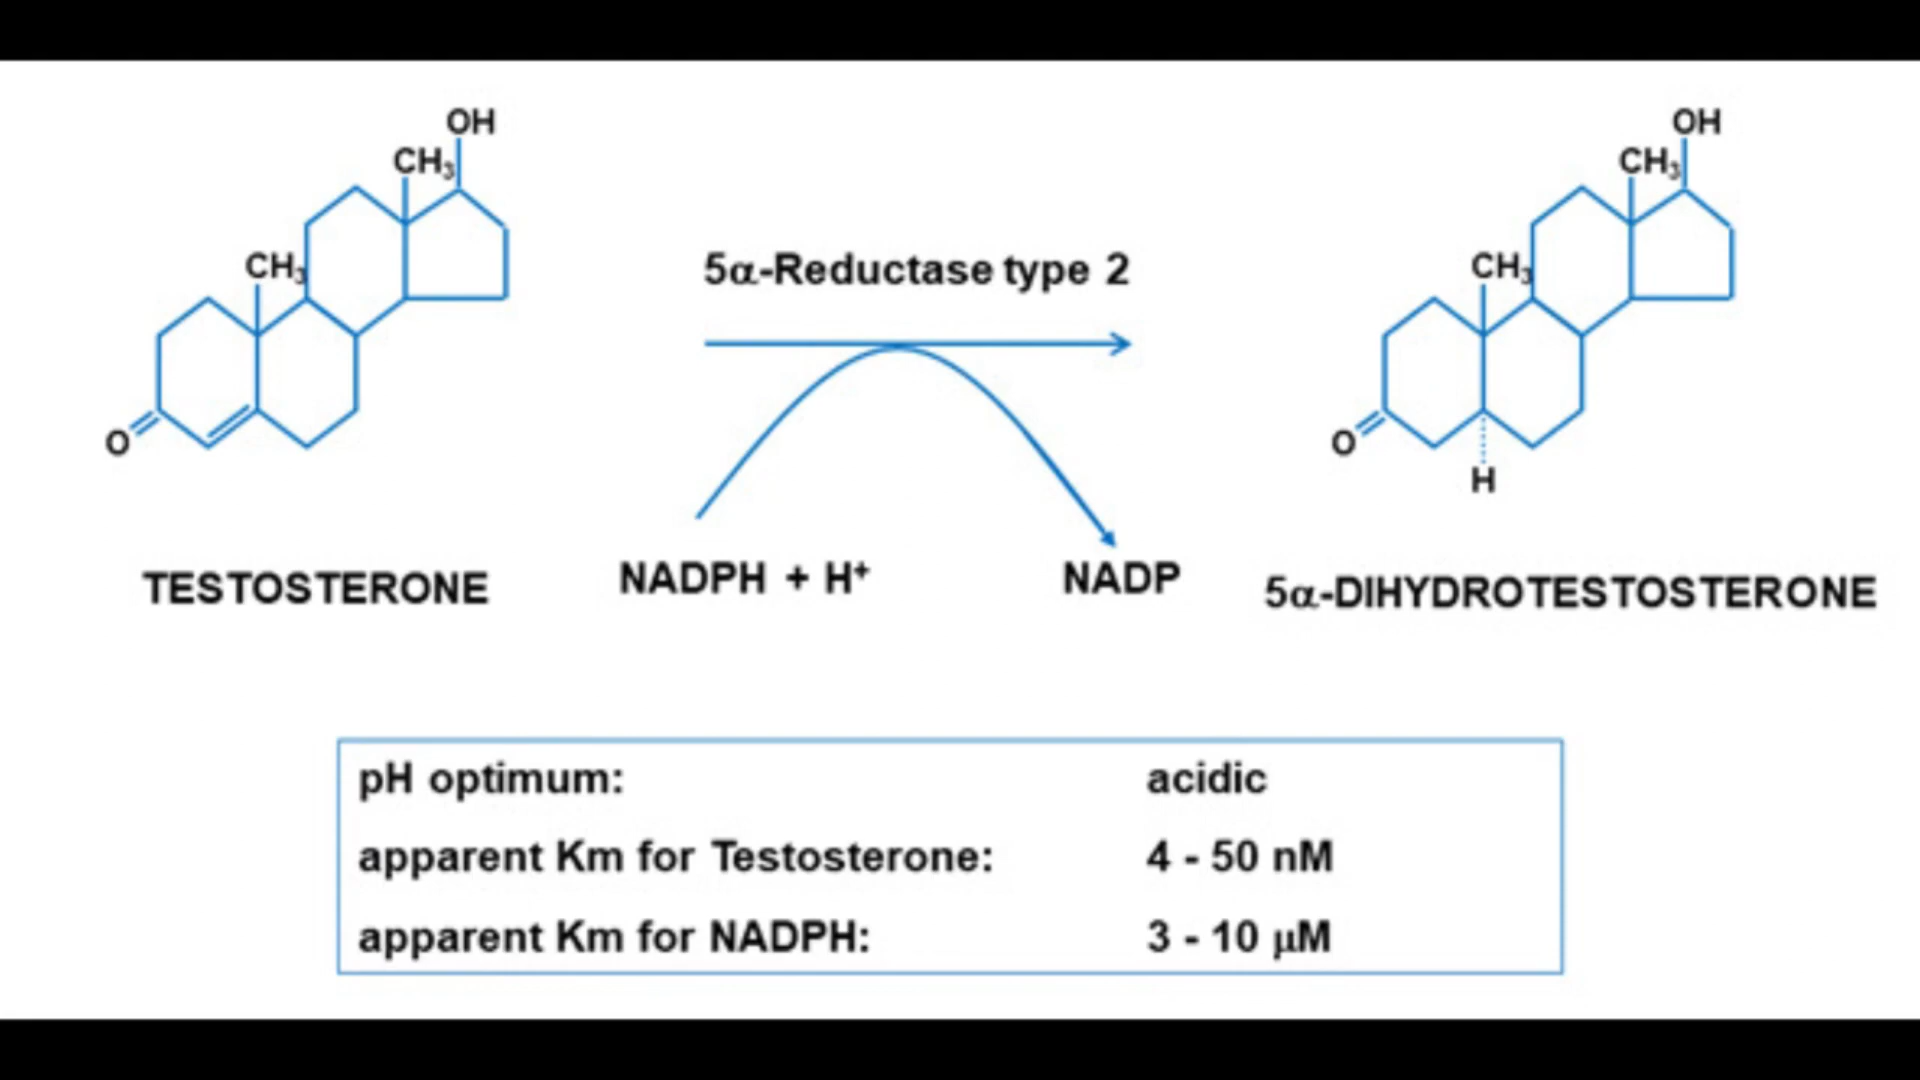 OH
CH₃
CH₃
O
TESTOSTERONE
5α-Reductase type 2
NADPH + H⁺
NADP
OH
CH₃
CH₃
O
H
5α-DIHYDROTESTOSTERONE
pH optimum: acidic
apparent Km for Testosterone: 4 - 50 nM
apparent Km for NADPH: 3 - 10 μM